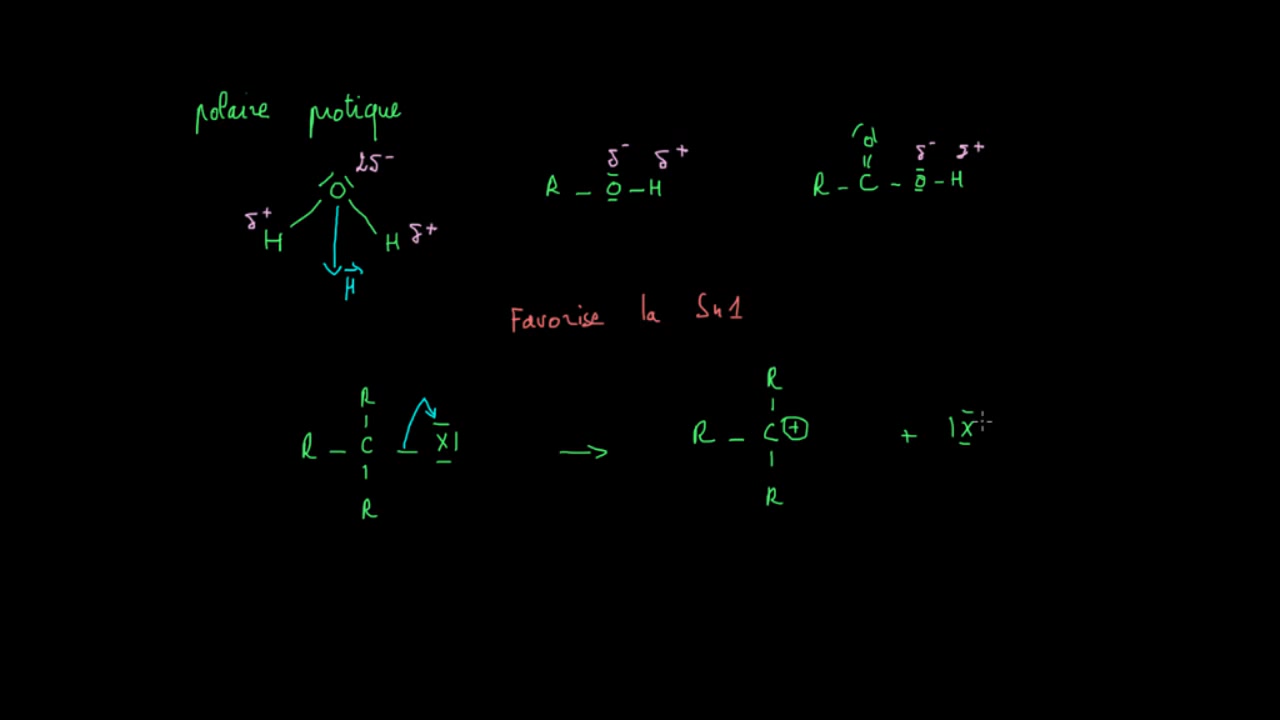 polaire protique
2δ⁻
O
δ⁺ H H δ⁺
μ
R - O - H
δ⁻ δ⁺
O
R - C - O - H
δ⁻ δ⁺
Favorise la Sn1
R
R - C - X
R
→
R
R - C ⊕
R
+ X